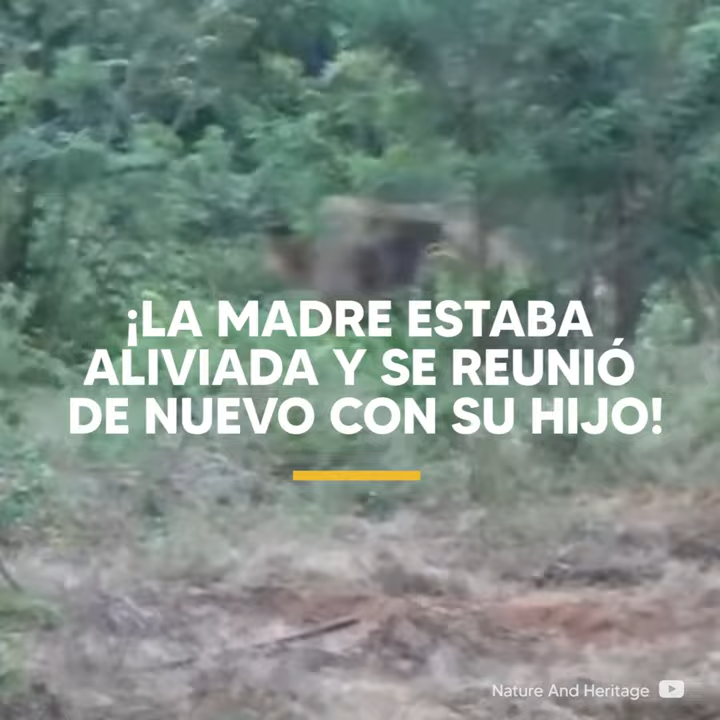 ¡LA MADRE ESTABA
ALIVIADA Y SE REUNIÓ
DE NUEVO CON SU HIJO!
Nature And Heritage